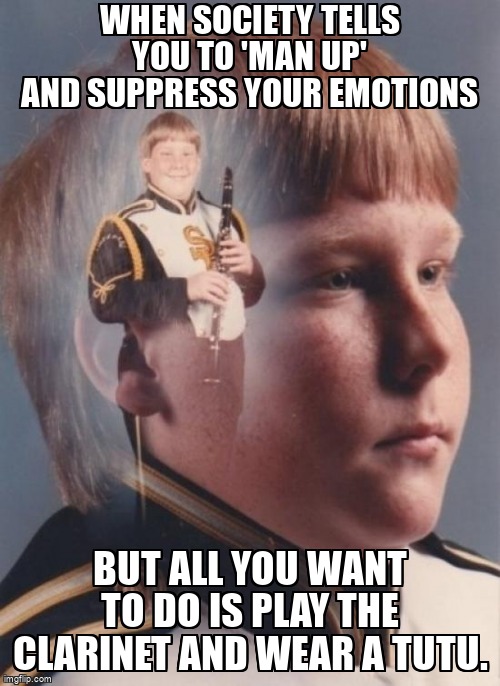 WHEN SOCIETY TELLS
YOU TO 'MAN UP'
AND SUPPRESS YOUR EMOTIONS
BUT ALL YOU WANT
TO DO IS PLAY THE
CLARINET AND WEAR A TUTU.
imgflip.com